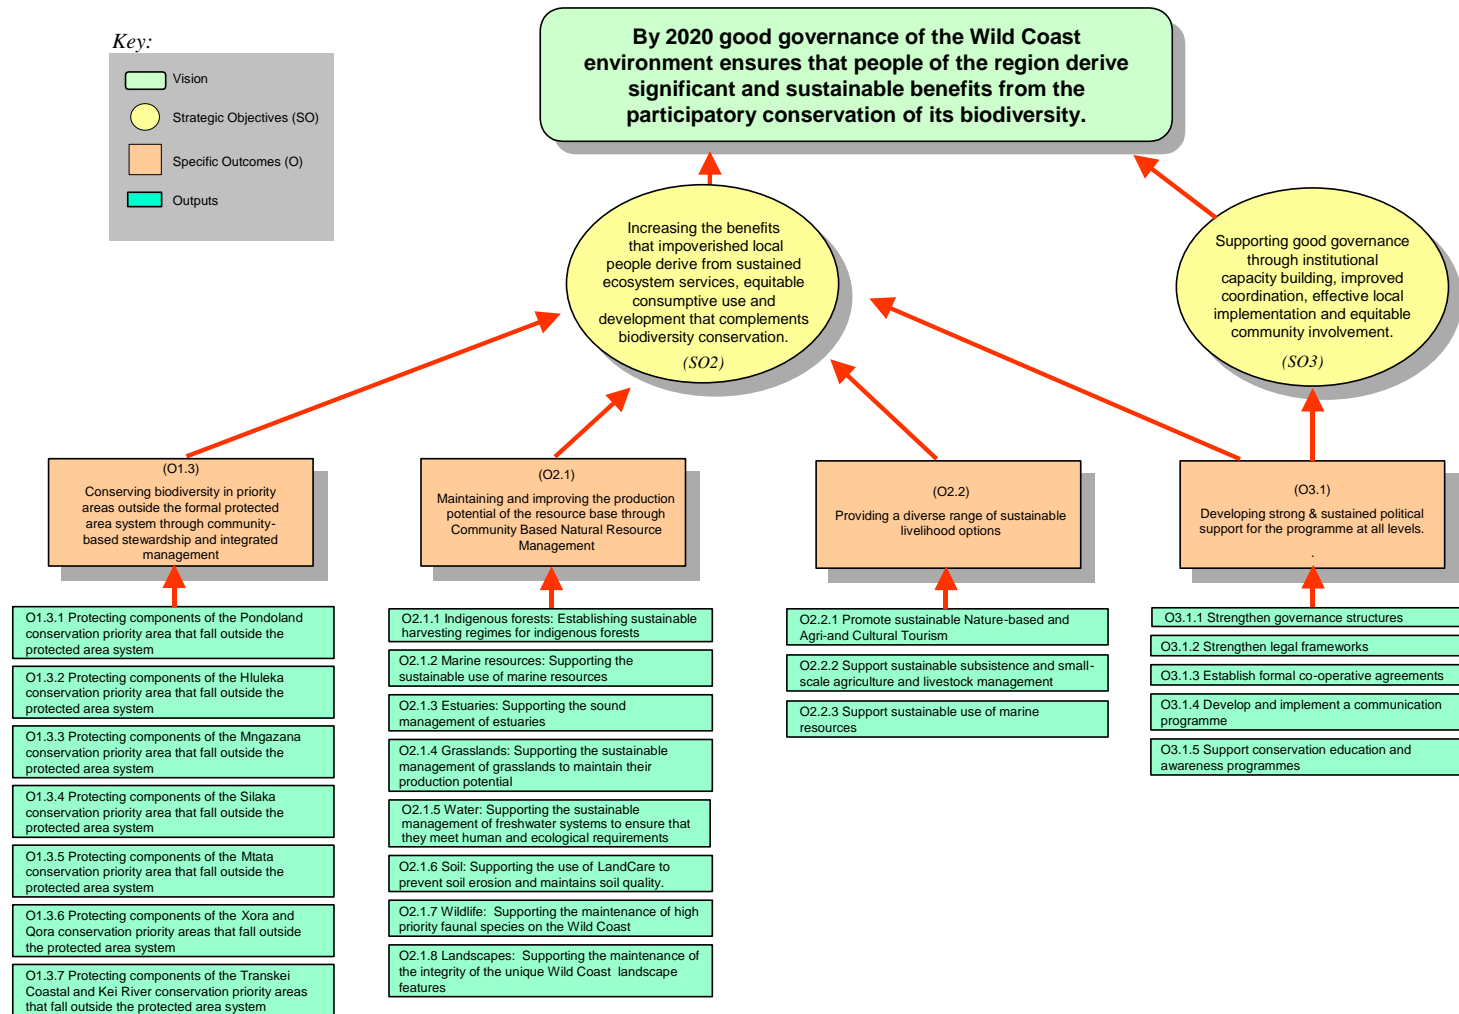 Key:
Vision
Strategic Objectives (SO)
Specific Outcomes (O)
Outputs
By 2020 good governance of the Wild Coast
environment ensures that people of the region derive
significant and sustainable benefits from the
participatory conservation of its biodiversity.
Increasing the benefits
that impoverished local
people derive from sustained
ecosystem services, equitable
consumptive use and
development that complements
biodiversity conservation.
(SO2)
Supporting good governance
through institutional
capacity building, improved
coordination, effective local
implementation and equitable
community involvement.
(SO3)
(O1.3)
Conserving biodiversity in priority
areas outside the formal protected
area system through community-
based stewardship and integrated
management
(O2.1)
Maintaining and improving the production
potential of the resource base through
Community Based Natural Resource
Management
(O2.2)
Providing a diverse range of sustainable
livelihood options
(O3.1)
Developing strong & sustained political
support for the programme at all levels.
.
O1.3.1 Protecting components of the Pondoland
conservation priority area that fall outside the
protected area system
O1.3.2 Protecting components of the Hluleka
conservation priority area that fall outside the
protected area system
O1.3.3 Protecting components of the Mngazana
conservation priority area that fall outside the
protected area system
O1.3.4 Protecting components of the Silaka
conservation priority area that fall outside the
protected area system
O1.3.5 Protecting components of the Mtata
conservation priority area that fall outside the
protected area system
O1.3.6 Protecting components of the Xora and
Qora conservation priority areas that fall outside
the protected area system
O1.3.7 Protecting components of the Transkei
Coastal and Kei River conservation priority areas
that fall outside the protected area system
O2.1.1 Indigenous forests: Establishing sustainable
harvesting regimes for indigenous forests
O2.1.2 Marine resources: Supporting the
sustainable use of marine resources
O2.1.3 Estuaries: Supporting the sound
management of estuaries
O2.1.4 Grasslands: Supporting the sustainable
management of grasslands to maintain their
production potential
O2.1.5 Water: Supporting the sustainable
management of freshwater systems to ensure that
they meet human and ecological requirements
O2.1.6 Soil: Supporting the use of LandCare to
prevent soil erosion and maintains soil quality.
O2.1.7 Wildlife: Supporting the maintenance of high
priority faunal species on the Wild Coast
O2.1.8 Landscapes: Supporting the maintenance of
the integrity of the unique Wild Coast landscape
features
O2.2.1 Promote sustainable Nature-based and
Agri-and Cultural Tourism
O2.2.2 Support sustainable subsistence and small-
scale agriculture and livestock management
O2.2.3 Support sustainable use of marine
resources
O3.1.1 Strengthen governance structures
O3.1.2 Strengthen legal frameworks
O3.1.3 Establish formal co-operative agreements
O3.1.4 Develop and implement a communication
programme
O3.1.5 Support conservation education and
awareness programmes